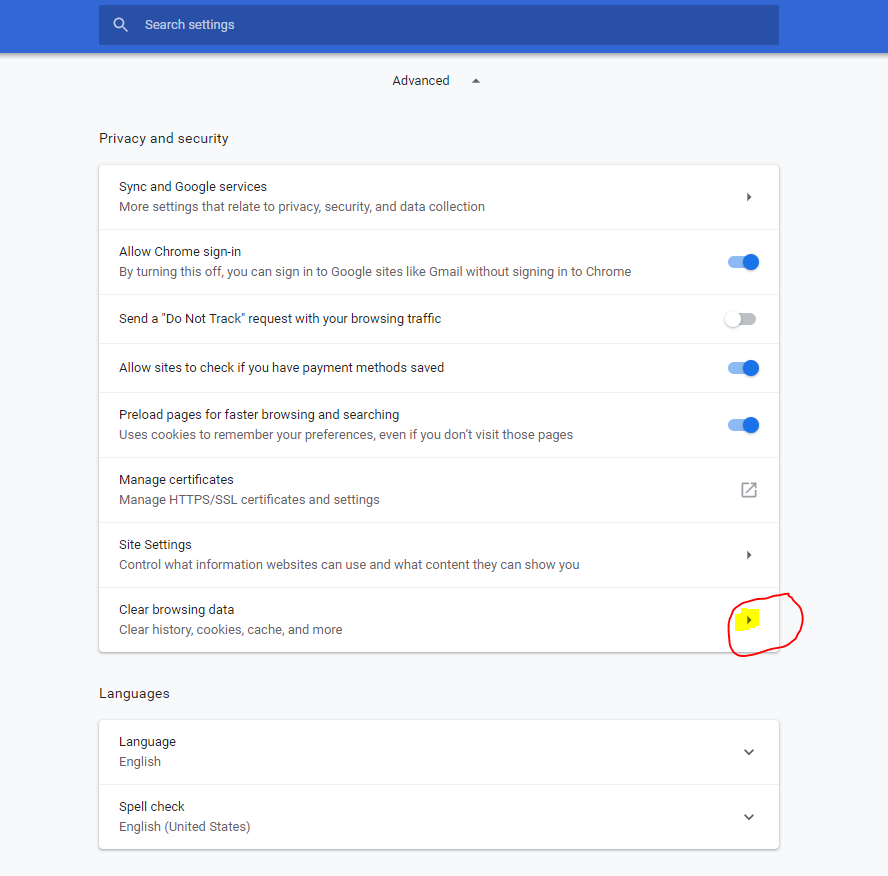 Search settings
Advanced
Privacy and security
Sync and Google services
More settings that relate to privacy, security, and data collection
Allow Chrome sign-in
By turning this off, you can sign in to Google sites like Gmail without signing in to Chrome
Send a "Do Not Track" request with your browsing traffic
Allow sites to check if you have payment methods saved
Preload pages for faster browsing and searching
Uses cookies to remember your preferences, even if you don’t visit those pages
Manage certificates
Manage HTTPS/SSL certificates and settings
Site Settings
Control what information websites can use and what content they can show you
Clear browsing data
Clear history, cookies, cache, and more
Languages
Language
English
Spell check
English (United States)